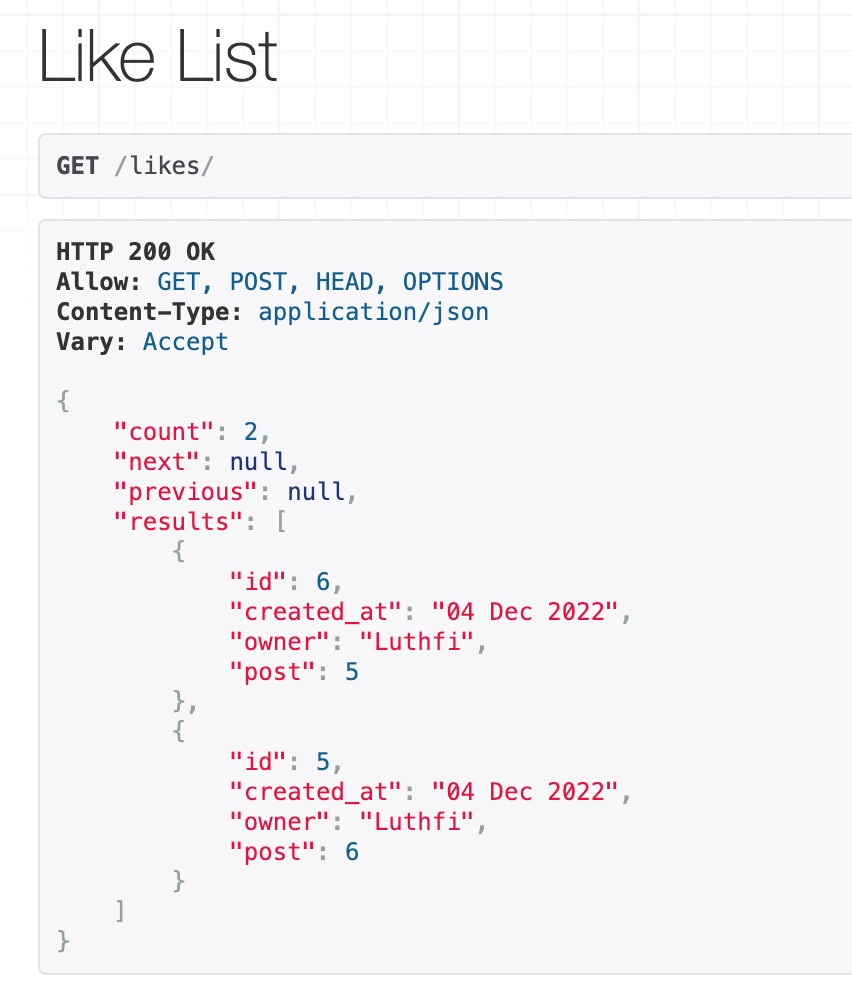 Like List
GET /likes/
HTTP 200 OK
Allow: GET, POST, HEAD, OPTIONS
Content-Type: application/json
Vary: Accept
{
    "count": 2,
    "next": null,
    "previous": null,
    "results": [
        {
            "id": 6,
            "created_at": "04 Dec 2022",
            "owner": "Luthfi",
            "post": 5
        },
        {
            "id": 5,
            "created_at": "04 Dec 2022",
            "owner": "Luthfi",
            "post": 6
        }
    ]
}